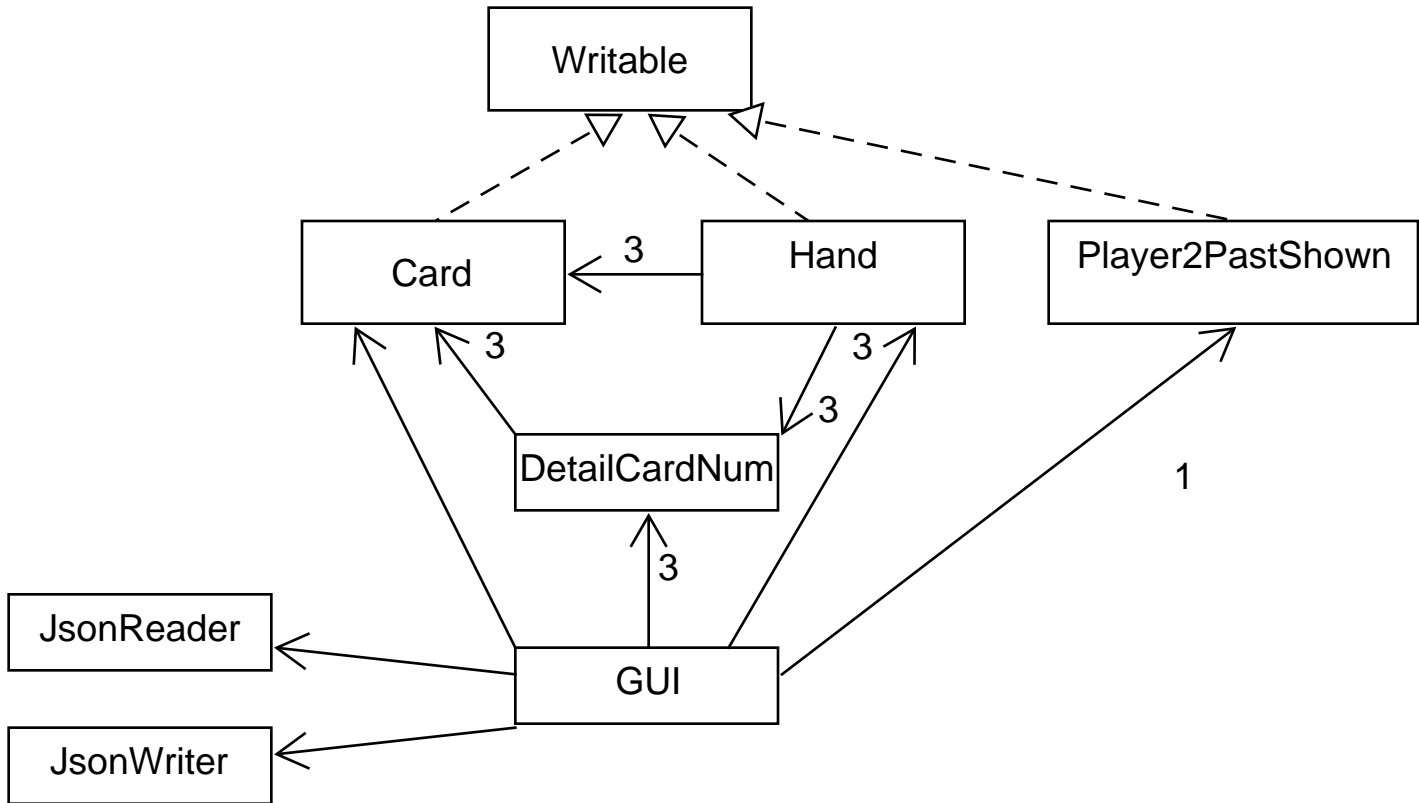 Writable
3
Card
Hand
Player2PastShown
3
3
3
DetailCardNum
1
3
JsonReader
GUI
JsonWriter